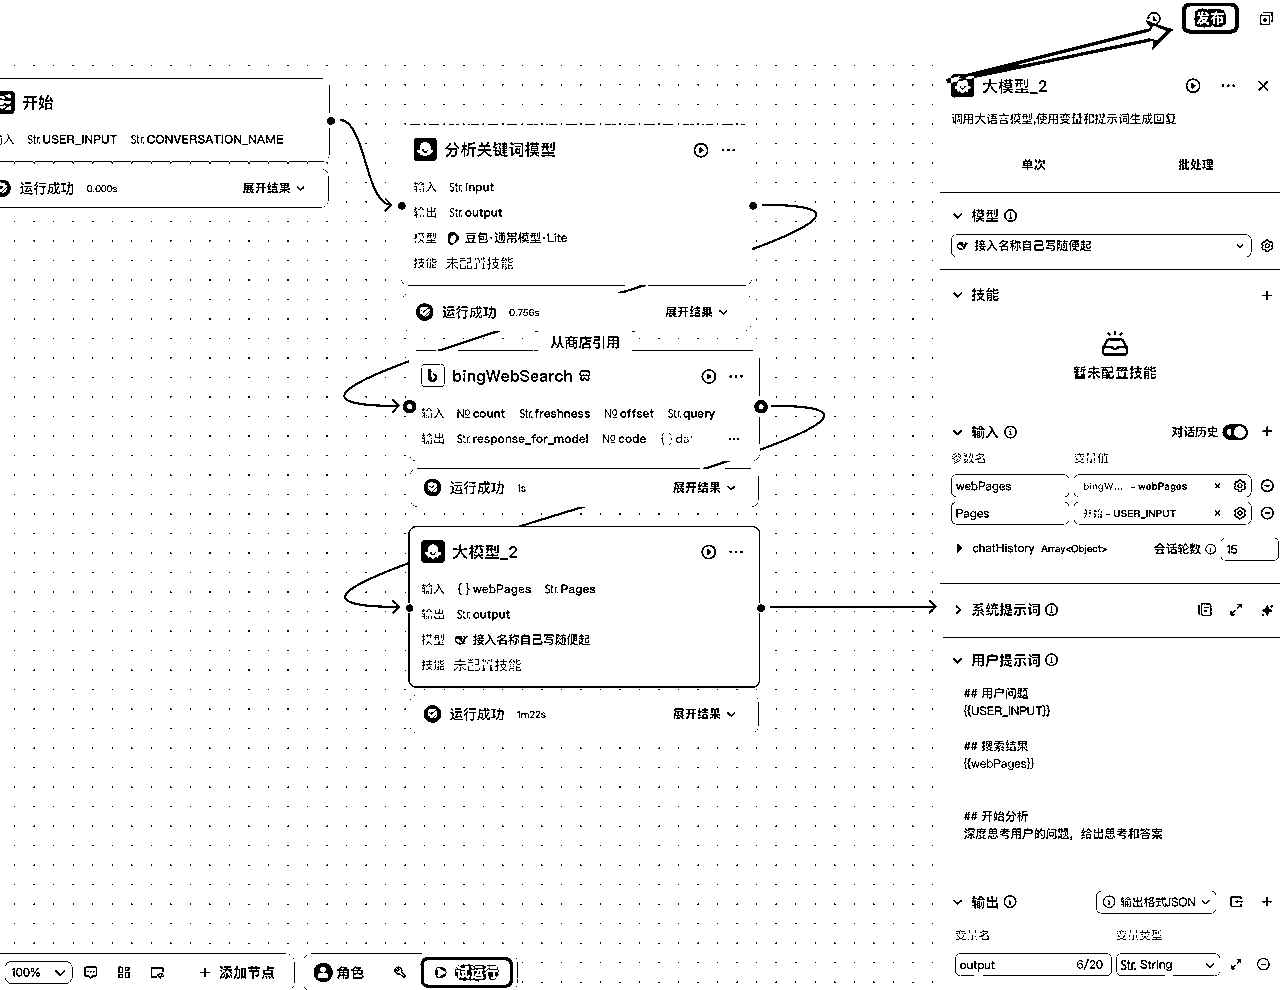 发布
开始
输入 Str.USER_INPUT Str.CONVERSATION_NAME
运行成功 0.000s 展开结果
分析关键词模型
输入 Str.input
输出 Str.output
模型 豆包·通常模型·Lite
技能 未配置技能
运行成功 0.756s 展开结果
从商店引用
bingWebSearch
输入 №count Str.freshness №offset Str.query
输出 Str.response_for_model №code { }da
运行成功 1s 展开结果
大模型_2
输入 { }webPages Str.Pages
输出 Str.output
模型 接入名称自己写随便起
技能 未配置技能
运行成功 1m22s 展开结果
100% 添加节点 角色 试运行
大模型_2
调用大语言模型,使用变量和提示词生成回复
单次 批处理
模型
接入名称自己写随便起
技能
暂未配置技能
输入 对话历史
参数名 变量值
webPages bingW... - webPages
Pages 开始 - USER_INPUT
chatHistory Array<Object> 会话轮数 15
系统提示词
用户提示词
## 用户问题
{{USER_INPUT}}
## 搜索结果
{{webPages}}
## 开始分析
深度思考用户的问题，给出思考和答案
输出 输出格式JSON
变量名 变量类型
output 6/20 Str. String